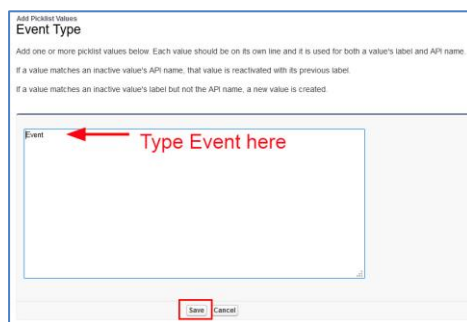 Add Picklist Values
Event Type
Add one or more picklist values below. Each value should be on its own line and it is used for both a value's label and API name.
If a value matches an inactive value's API name, that value is reactivated with its previous label.
If a value matches an inactive value's label but not the API name, a new value is created.
Event
Type Event here
Save Cancel